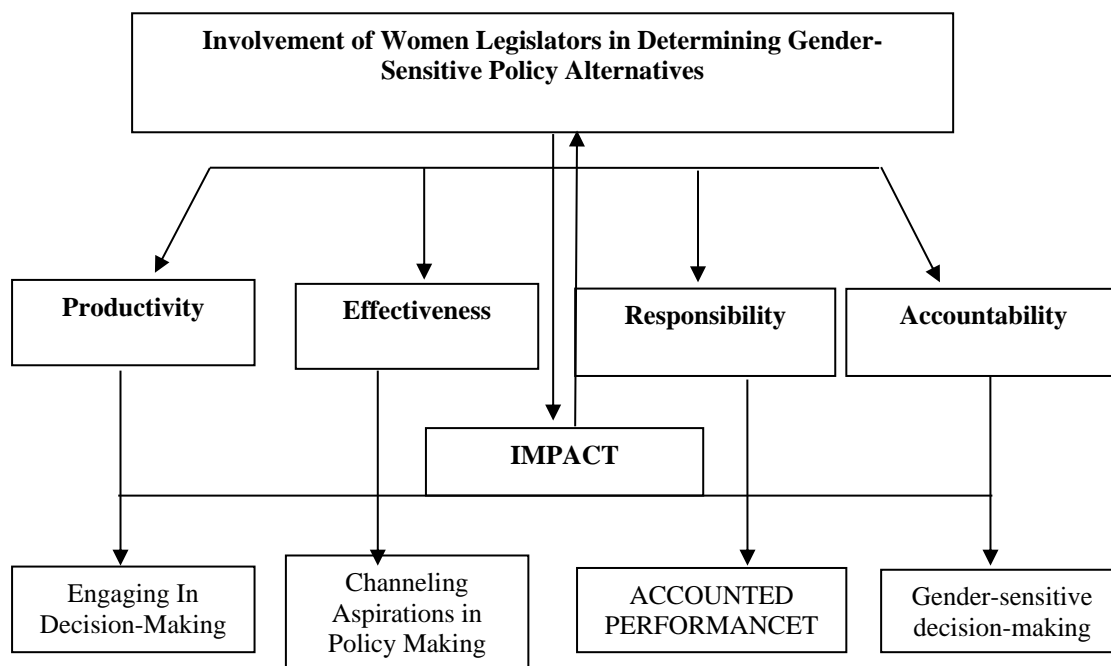 Involvement of Women Legislators in Determining Gender-
Sensitive Policy Alternatives
Productivity
Effectiveness
Responsibility
Accountability
IMPACT
Engaging In
Decision-Making
Channeling
Aspirations in
Policy Making
ACCOUNTED
PERFORMANCET
Gender-sensitive
decision-making